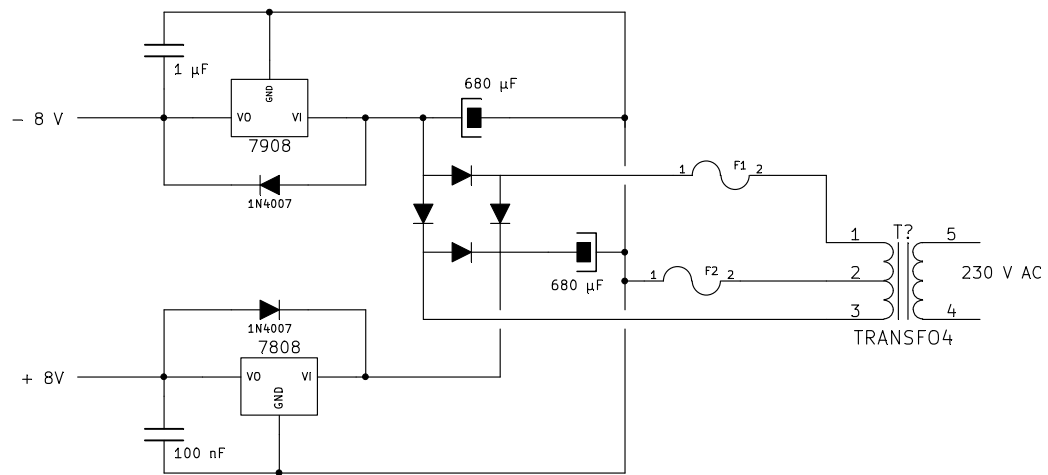 1 µF
680 µF
GND
− 8 V
VO
VI
7908
1N4007
1
F1
2
T?
1
5
2
230 V AC
1
F2
2
680 µF
3
4
TRANSFO4
1N4007
7808
+ 8V
VO
VI
GND
100 nF